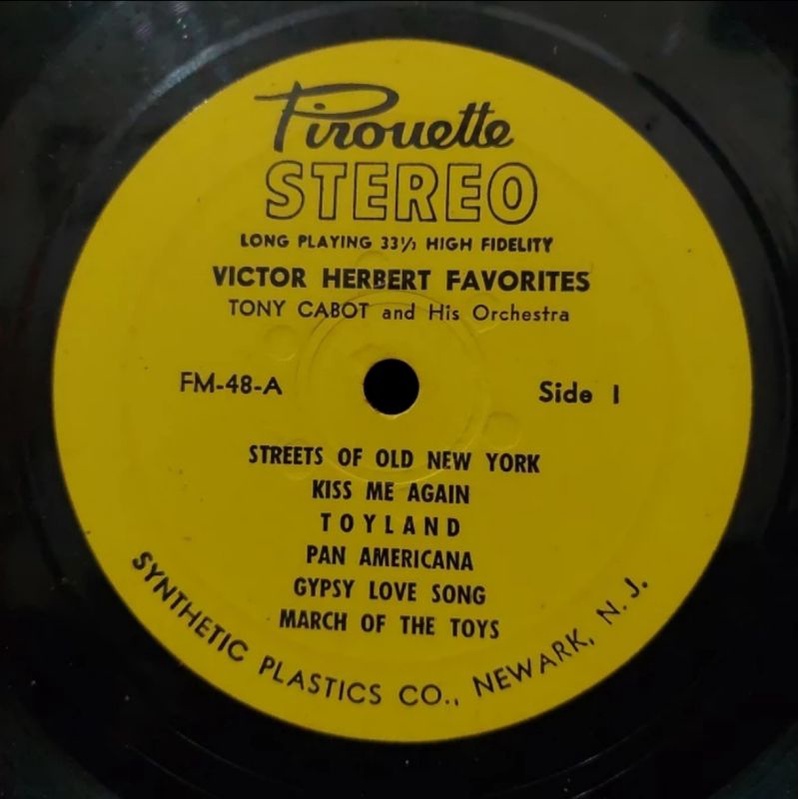 Pirouette
STEREO
LONG PLAYING 33⅓ HIGH FIDELITY
VICTOR HERBERT FAVORITES
TONY CABOT and His Orchestra
FM-48-A
Side 1
STREETS OF OLD NEW YORK
KISS ME AGAIN
TOYLAND
PAN AMERICANA
GYPSY LOVE SONG
MARCH OF THE TOYS
SYNTHETIC PLASTICS CO., NEWARK, N. J.